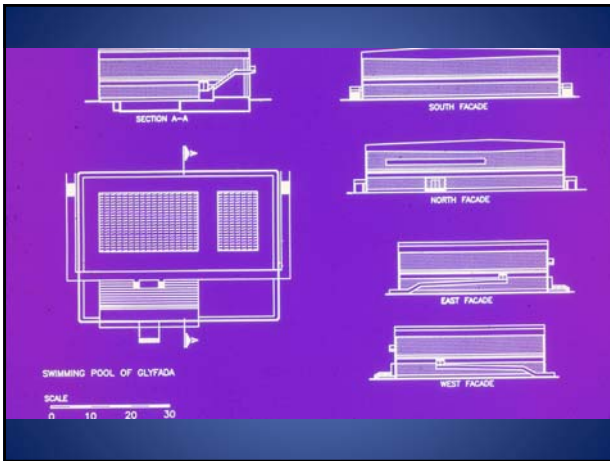 SECTION A-A
SOUTH FACADE
NORTH FACADE
EAST FACADE
WEST FACADE
SWIMMING POOL OF GLYFADA
SCALE
0 10 20 30